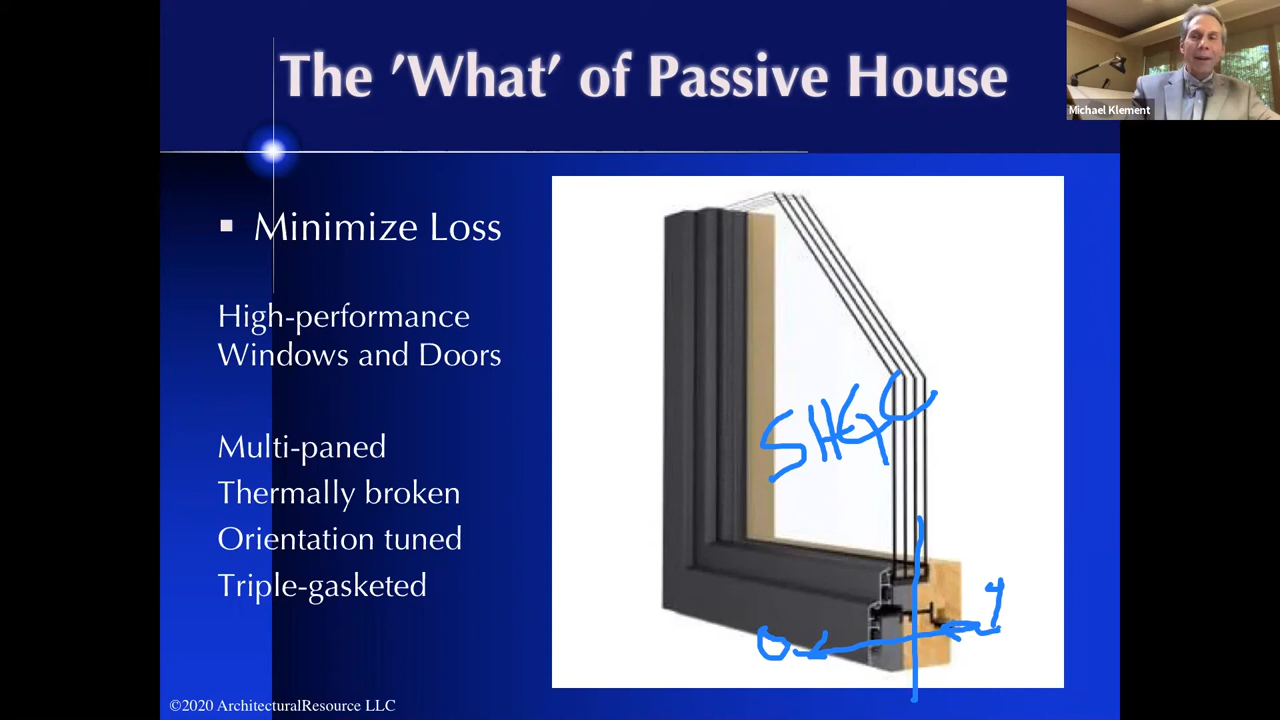 The 'What' of Passive House
Michael Klement
▪ Minimize Loss
High-performance
Windows and Doors
Multi-paned
Thermally broken
Orientation tuned
Triple-gasketed
SHGC
©2020 ArchitecturalResource LLC